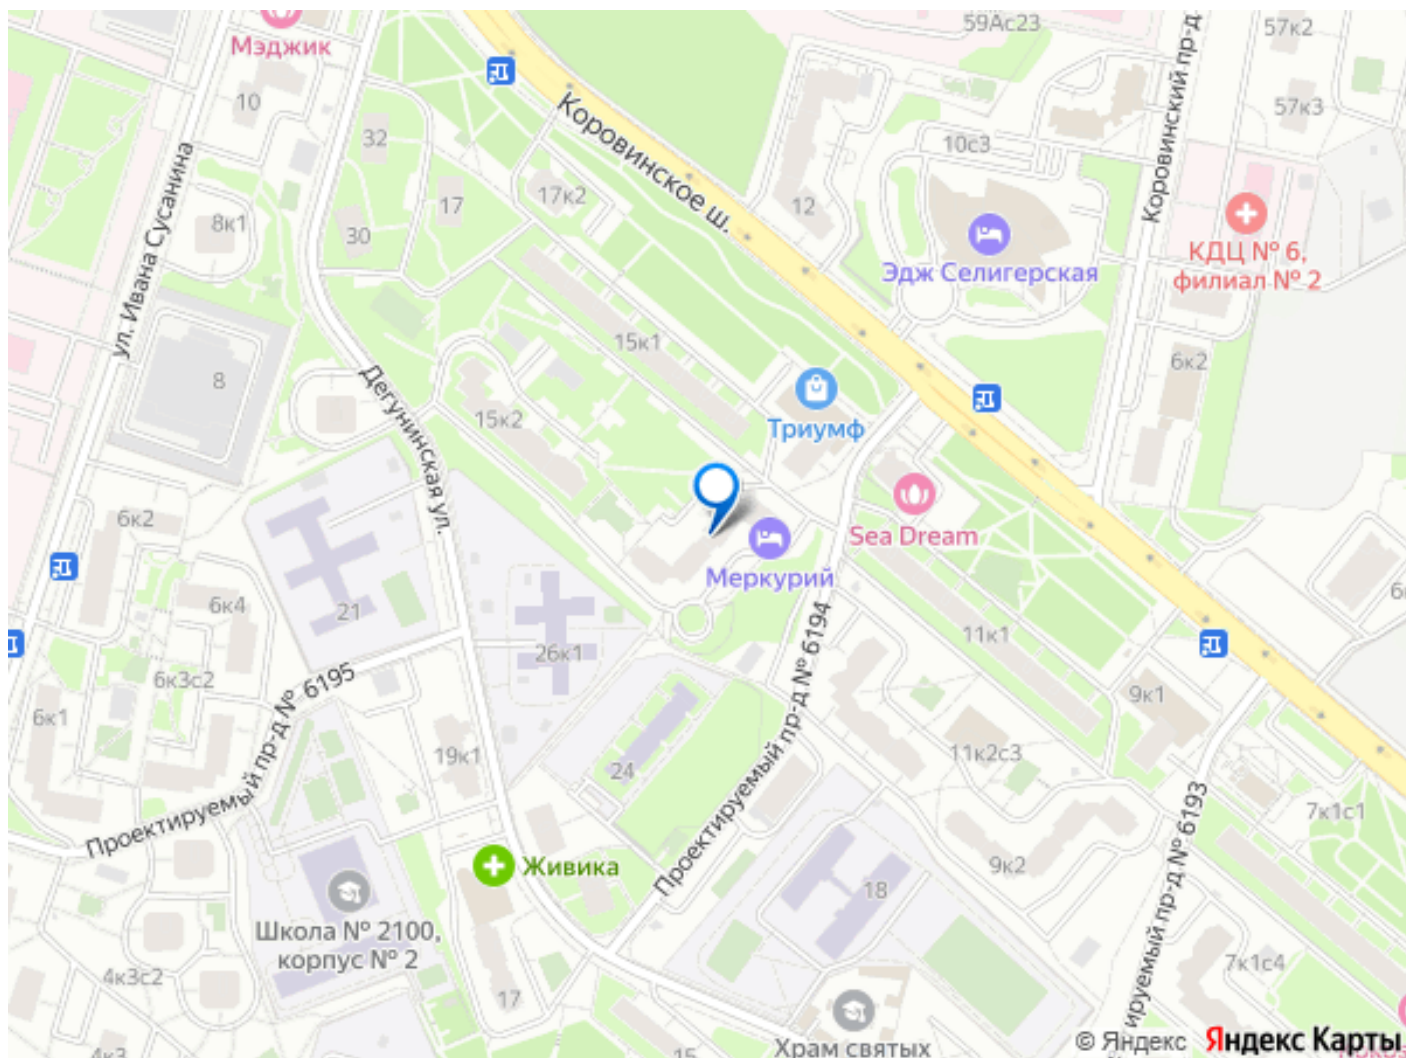 59Ас23
57к2
Мэджик
10
57к3
Коровинское ш.
Коровинский пр-д
32
10с3
17к2
17
12
8к1
30
ул. Ивана Сусанина
КДЦ № 6,
филиал № 2
Эдж Селигерская
15к1
6к2
8
Дегунинская ул.
15к2
Триумф
6к2
Sea Dream
Меркурий
6к4
21
26к1
11к1
Проектируемый пр-д № 6194
6к3с2
Проектируемый пр-д № 6195
6к1
9к1
19к1
11к2с3
24
7к1с1
Живика
9к2
18
Школа № 2100,
корпус № 2
ируемый пр-д № 6193
4к3с2
7к1с4
17
15
Храм святых
© Яндекс Яндекс Карты